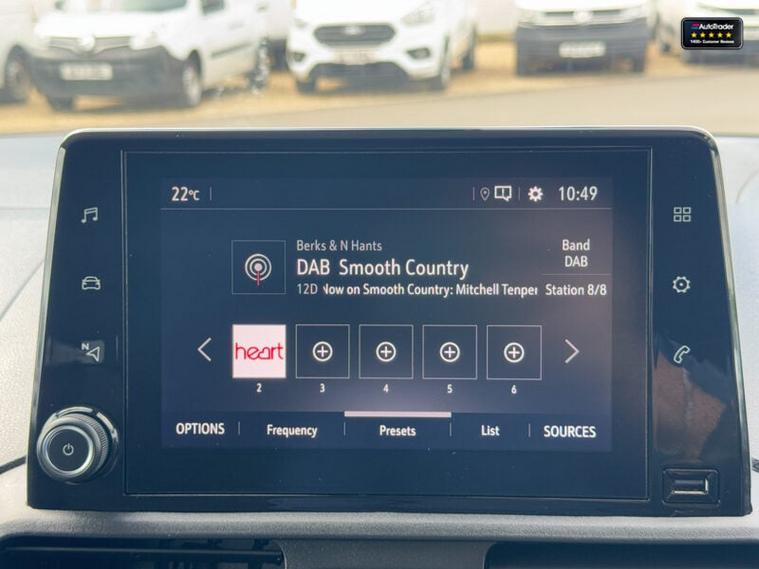 AutoTrader
22°C
10:49
Berks & N Hants
DAB Smooth Country
12D Now on Smooth Country: Mitchell Tenper
Band
DAB
Station 8/8
heart
2 3 4 5 6
N
OPTIONS Frequency Presets List SOURCES